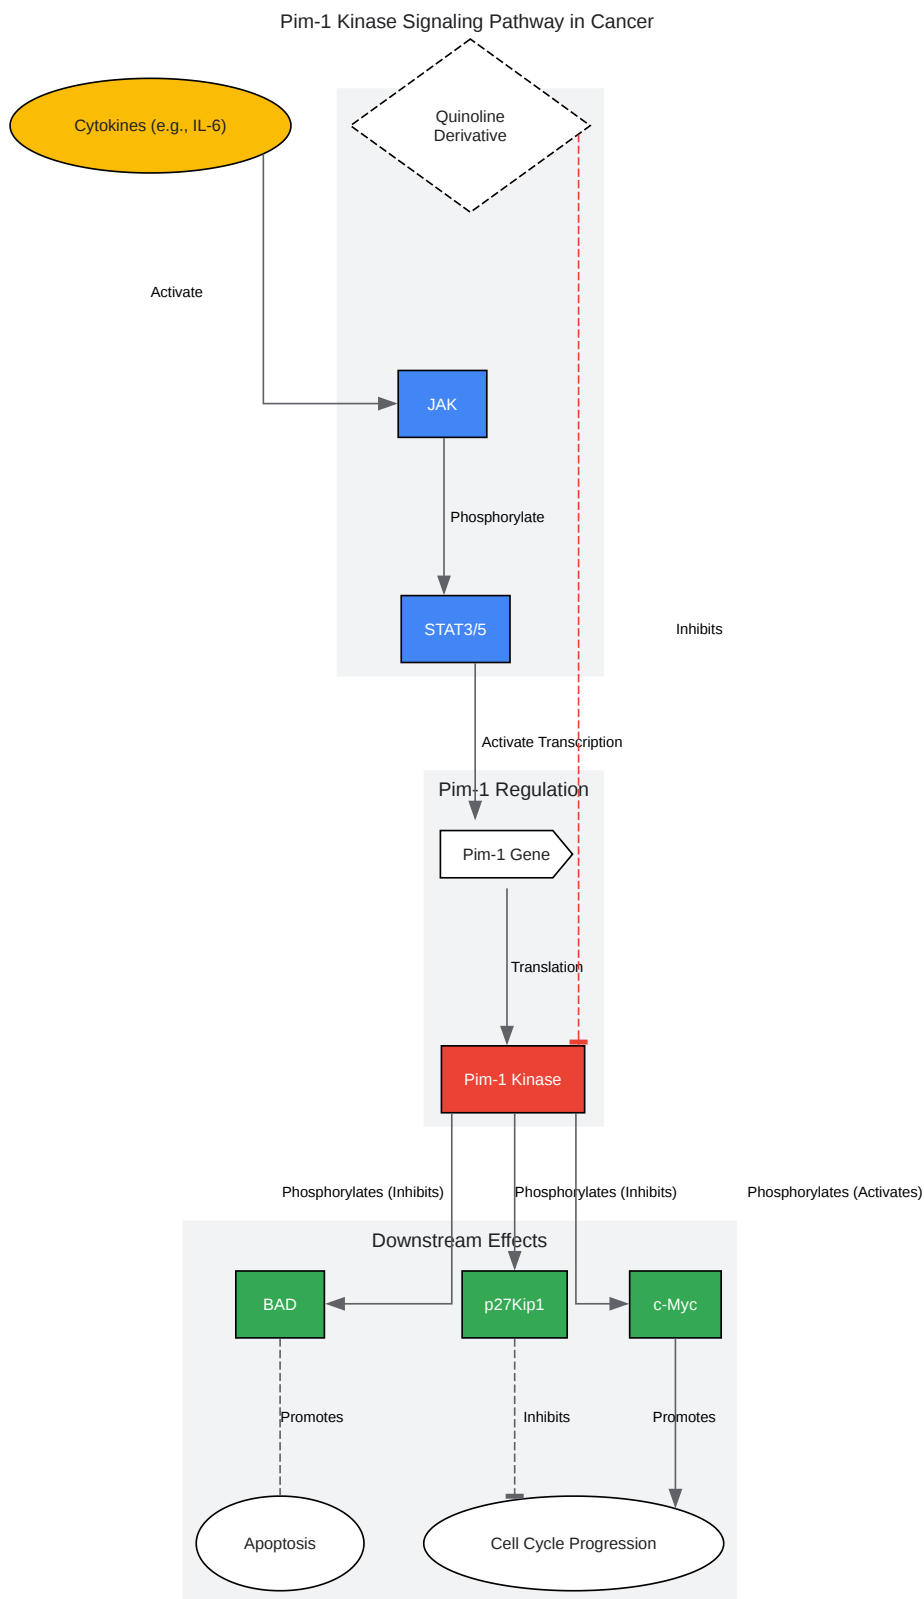 Pim-1 Kinase Signaling Pathway in Cancer
Quinoline
Derivative
Cytokines (e.g., IL-6)
Activate
JAK
Phosphorylate
STAT3/5
Inhibits
Activate Transcription
Pim-1 Regulation
Pim-1 Gene
Translation
Pim-1 Kinase
Phosphorylates (Inhibits)
Phosphorylates (Inhibits)
Phosphorylates (Activates)
Downstream Effects
BAD
p27Kip1
c-Myc
Promotes
Inhibits
Promotes
Apoptosis
Cell Cycle Progression